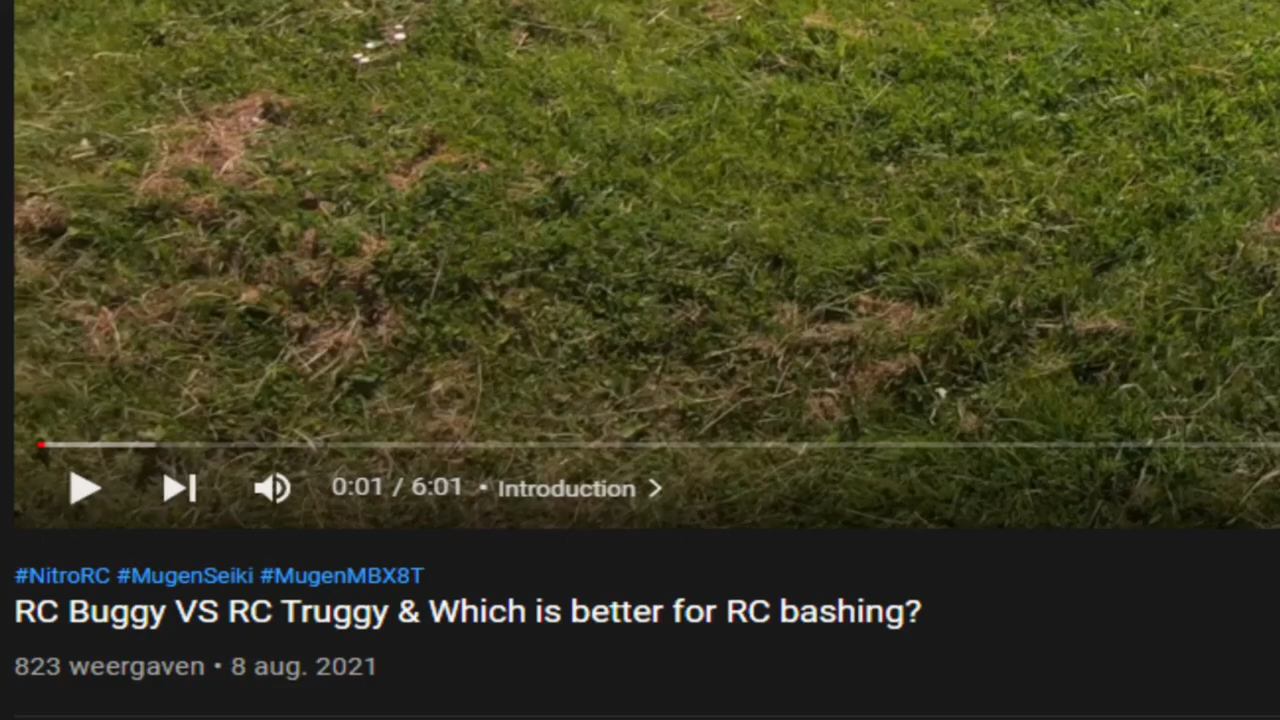 0:01 / 6:01 • Introduction >
#NitroRC #MugenSeiki #MugenMBX8T
RC Buggy VS RC Truggy & Which is better for RC bashing?
823 weergaven • 8 aug. 2021